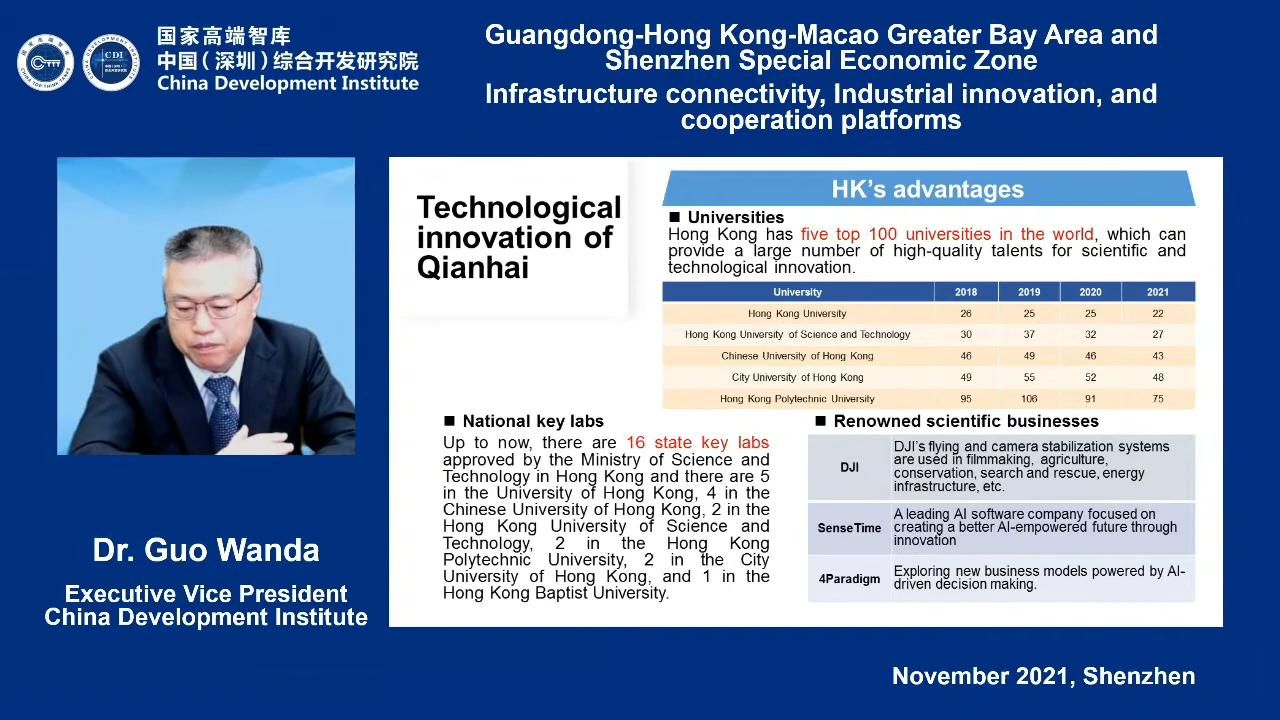 国家高端智库
中国（深圳）综合开发研究院
China Development Institute
CDI
Guangdong-Hong Kong-Macao Greater Bay Area and
Shenzhen Special Economic Zone
Infrastructure connectivity, Industrial innovation, and
cooperation platforms
Technological
innovation of
Qianhai
HK's advantages
■ Universities
Hong Kong has five top 100 universities in the world, which can
provide a large number of high-quality talents for scientific and
technological innovation.
University 2018 2019 2020 2021
Hong Kong University 26 25 25 22
Hong Kong University of Science and Technology 30 37 32 27
Chinese University of Hong Kong 46 49 46 43
City University of Hong Kong 49 55 52 48
Hong Kong Polytechnic University 95 106 91 75
■ National key labs
Up to now, there are 16 state key labs
approved by the Ministry of Science and
Technology in Hong Kong and there are 5
in the University of Hong Kong, 4 in the
Chinese University of Hong Kong, 2 in the
Hong Kong University of Science and
Technology, 2 in the Hong Kong
Polytechnic University, 2 in the City
University of Hong Kong, and 1 in the
Hong Kong Baptist University.
■ Renowned scientific businesses
DJI
DJI's flying and camera stabilization systems
are used in filmmaking, agriculture,
conservation, search and rescue, energy
infrastructure, etc.
SenseTime
A leading AI software company focused on
creating a better AI-empowered future through
innovation
4Paradigm
Exploring new business models powered by AI-
driven decision making.
Dr. Guo Wanda
Executive Vice President
China Development Institute
November 2021, Shenzhen